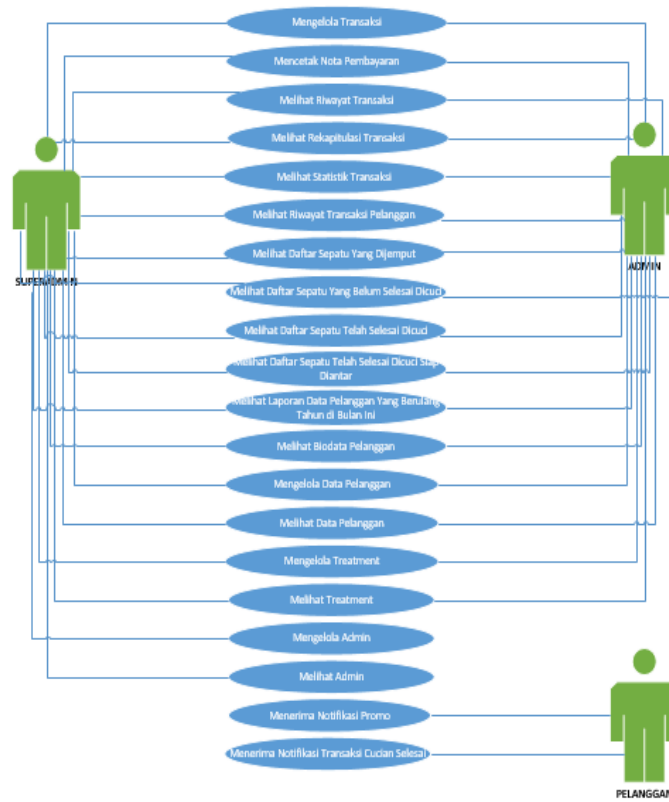 Mengelola Transaksi
Mencetak Nota Pembayaran
Melihat Riwayat Transaksi
Melihat Rekapitulasi Transaksi
Melihat Statistik Transaksi
Melihat Riwayat Transaksi Pelanggan
Melihat Daftar Sepatu Yang Dijemput
SUPERADMIN
ADMIN
Melihat Daftar Sepatu Yang Belum Selesai Dicuci
Melihat Daftar Sepatu Telah Selesai Dicuci
Melihat Daftar Sepatu Telah Selesai Dicuci Siap
Diantar
Melihat Laporan Data Pelanggan Yang Berulang
Tahun di Bulan Ini
Melihat Biodata Pelanggan
Mengelola Data Pelanggan
Melihat Data Pelanggan
Mengelola Treatment
Melihat Treatment
Mengelola Admin
Melihat Admin
Menerima Notifikasi Promo
Menerima Notifikasi Transaksi Cucian Selesai
PELANGGAN